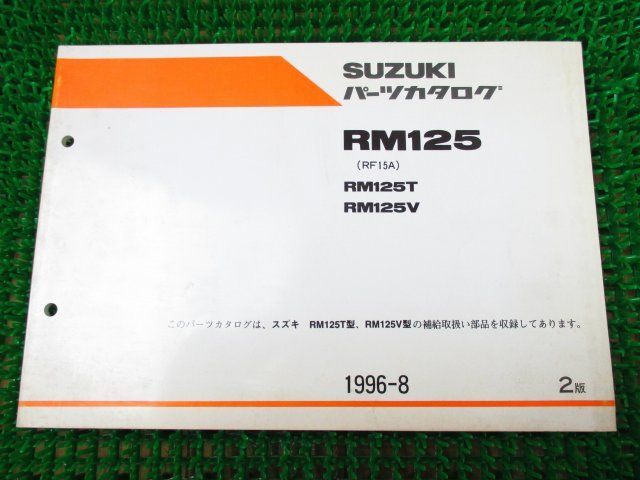 SUZUKI
パーツカタログ
RM125
(RF15A)
RM125T
RM125V
このパーツカタログは、スズキ RM125T型、RM125V型の補給取扱い部品を収録してあります。
1996-8 2版